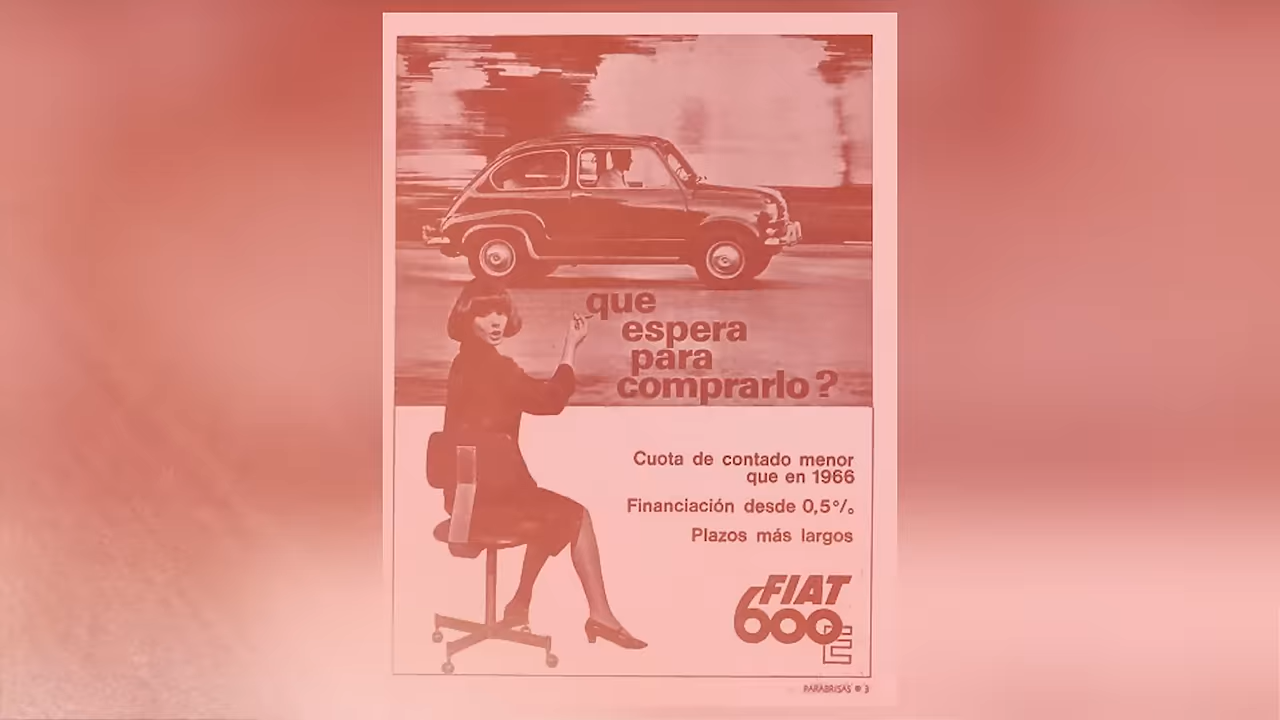 que
espera
para
comprarlo?
Cuota de contado menor
que en 1966
Financiación desde 0,5%
Plazos más largos
FIAT
600
E
PARABRISAS 3